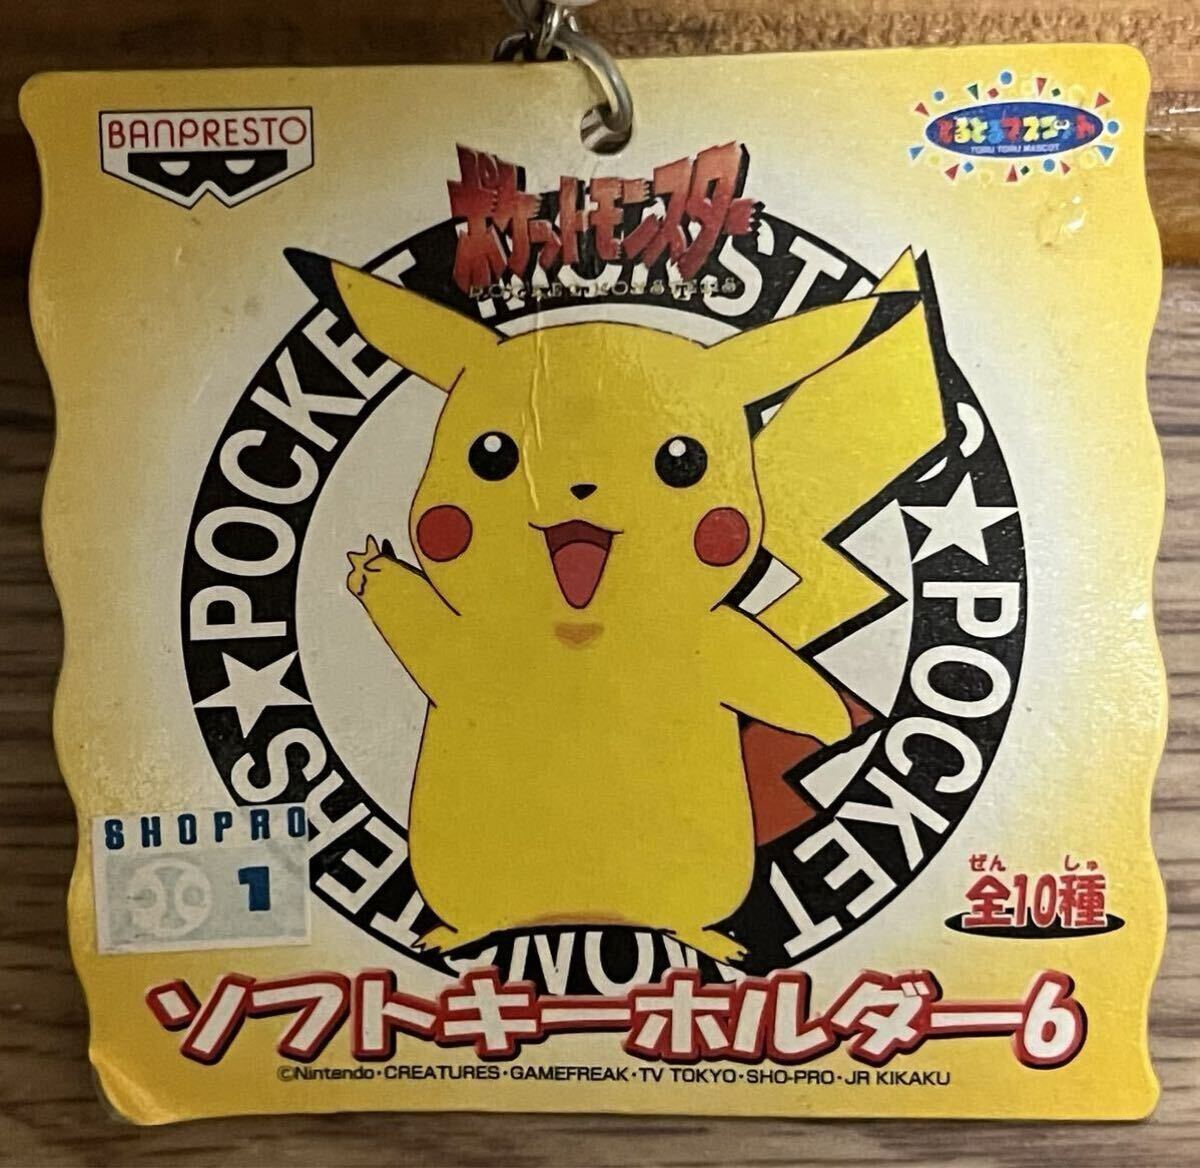 BANPRESTO
とるとるマスコット
TORU TORU MASCOT
ポケットモンスター
POCKET MONSTERS
★POCKET MONSTERS★POCKET MONSTERS
SHOPRO
1
ぜん しゅ
全10種
ソフトキーホルダー6
©Nintendo・CREATURES・GAMEFREAK・TV TOKYO・SHO-PRO・JR KIKAKU